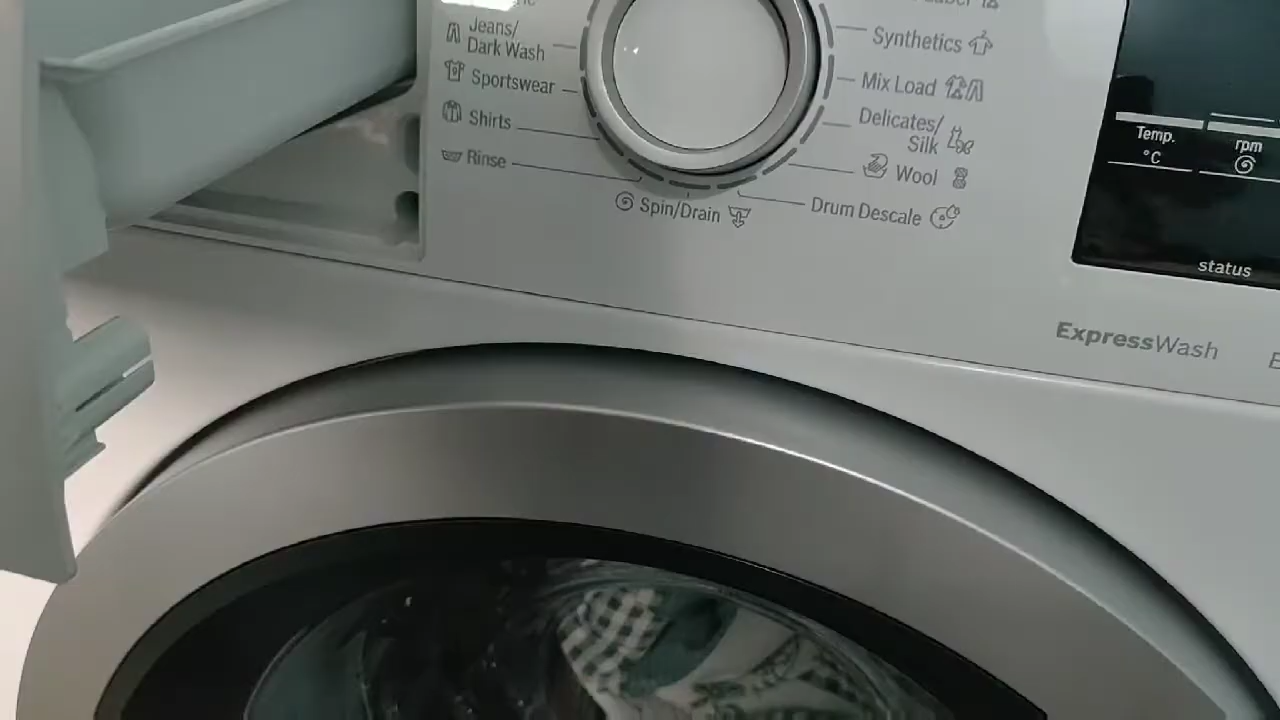 Jeans/
Dark Wash
Sportswear
Shirts
Rinse
Spin/Drain
Synthetics
Mix Load
Delicates/
Silk
Wool
Drum Descale
Temp.
°C
rpm
status
ExpressWash